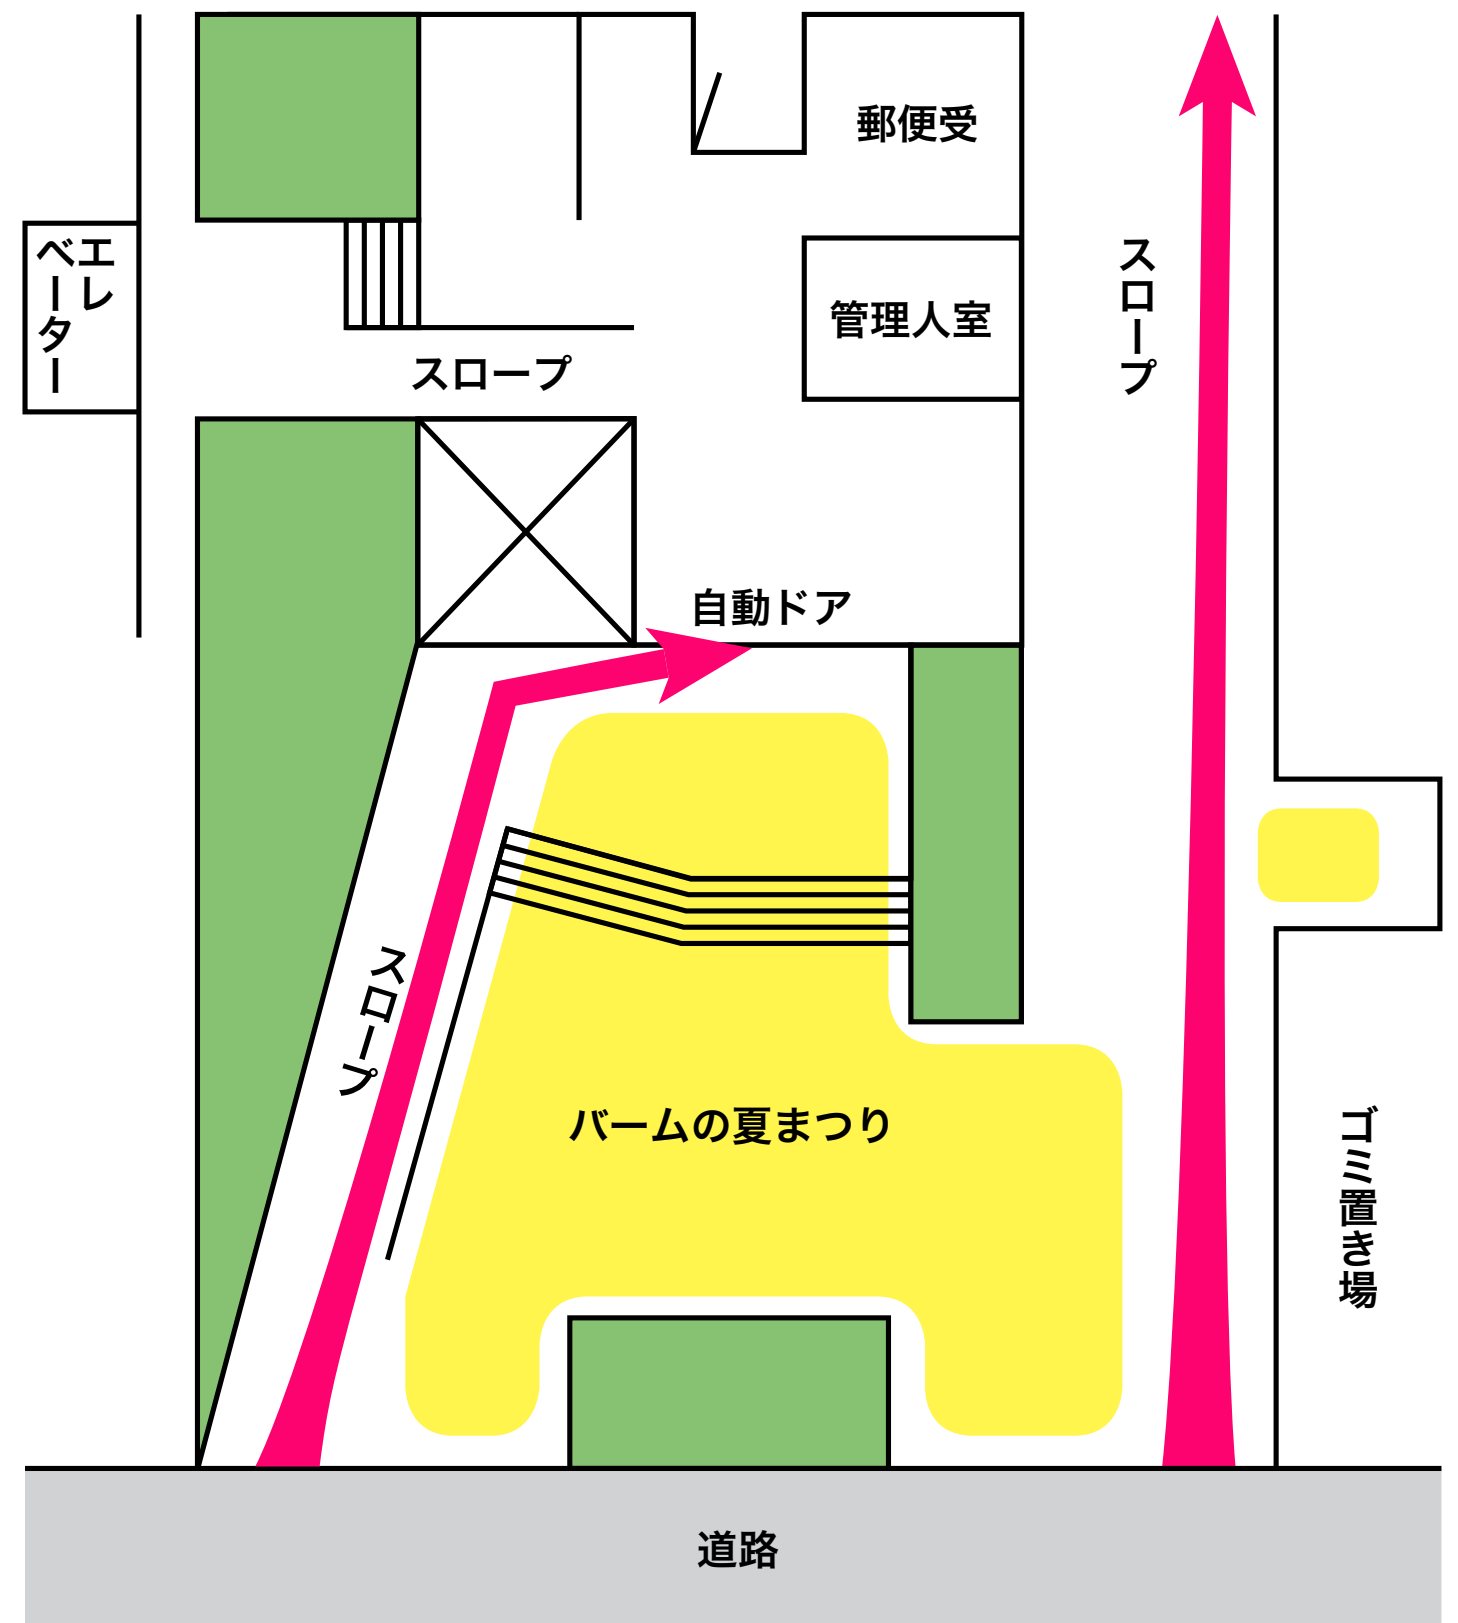 郵便受
エレ
ベーター
スロープ
管理人室
スロープ
自動ドア
スロープ
バームの夏まつり
ゴミ置き場
道路